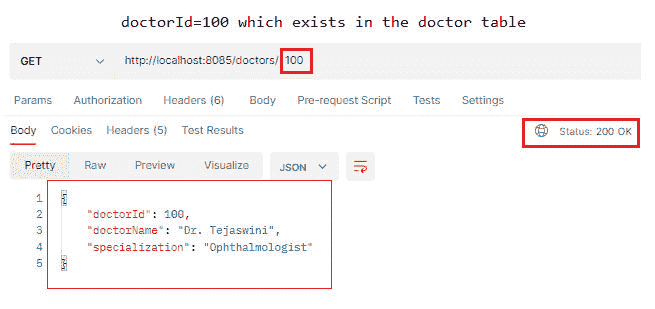 doctorId=100 which exists in the doctor table
GET http://localhost:8085/doctors/ 100
Params Authorization Headers (6) Body Pre-request Script Tests Settings
Body Cookies Headers (5) Test Results Status: 200 OK
Pretty Raw Preview Visualize JSON
1 {
2 "doctorId": 100,
3 "doctorName": "Dr. Tejaswini",
4 "specialization": "Ophthalmologist"
5 }